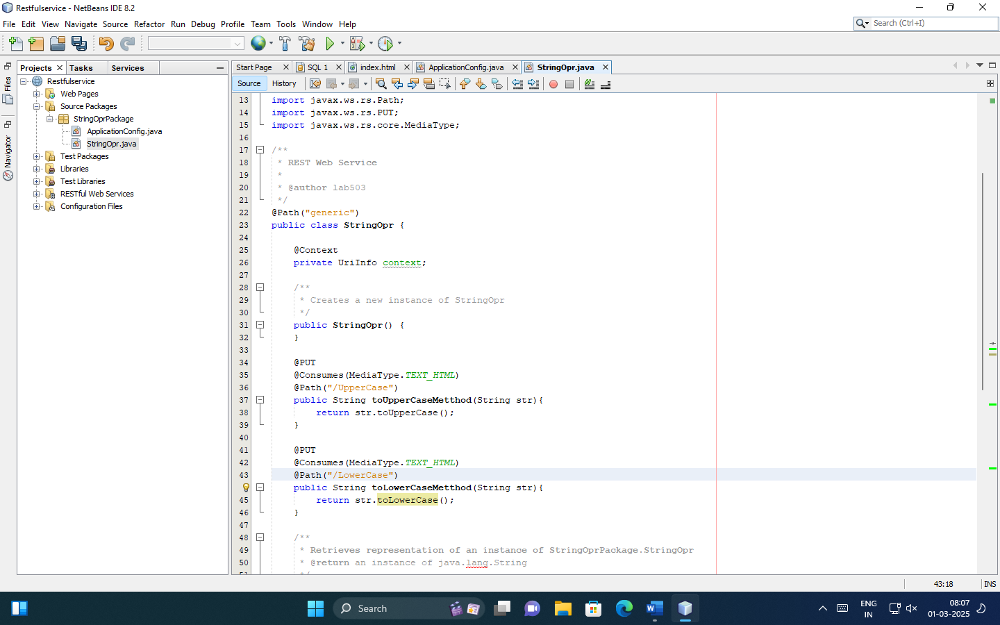 Restfulservice - NetBeans IDE 8.2
File Edit View Navigate Source Refactor Run Debug Profile Team Tools Window Help
Search (Ctrl+I)
Projects Tasks Services
Files
Navigator
Restfulservice
Web Pages
Source Packages
StringOprPackage
ApplicationConfig.java
StringOpr.java
Test Packages
Libraries
Test Libraries
RESTful Web Services
Configuration Files
Start Page SQL 1 index.html ApplicationConfig.java StringOpr.java
Source History
13 import javax.ws.rs.Path;
14 import javax.ws.rs.PUT;
15 import javax.ws.rs.core.MediaType;
16
17 /**
18 * REST Web Service
19 *
20 * @author lab503
21 */
22 @Path("generic")
23 public class StringOpr {
24
25 @Context
26 private UriInfo context;
27
28 /**
29 * Creates a new instance of StringOpr
30 */
31 public StringOpr() {
32 }
33
34 @PUT
35 @Consumes(MediaType.TEXT_HTML)
36 @Path("/UpperCase")
37 public String toUpperCaseMetthod(String str){
38 return str.toUpperCase();
39 }
40
41 @PUT
42 @Consumes(MediaType.TEXT_HTML)
43 @Path("/LowerCase")
public String toLowerCaseMetthod(String str){
45 return str.toLowerCase();
46 }
47
48 /**
49 * Retrieves representation of an instance of StringOprPackage.StringOpr
50 * @return an instance of java.lang.String
43:18 INS
Search
ENG
IN
08:07
01-03-2025